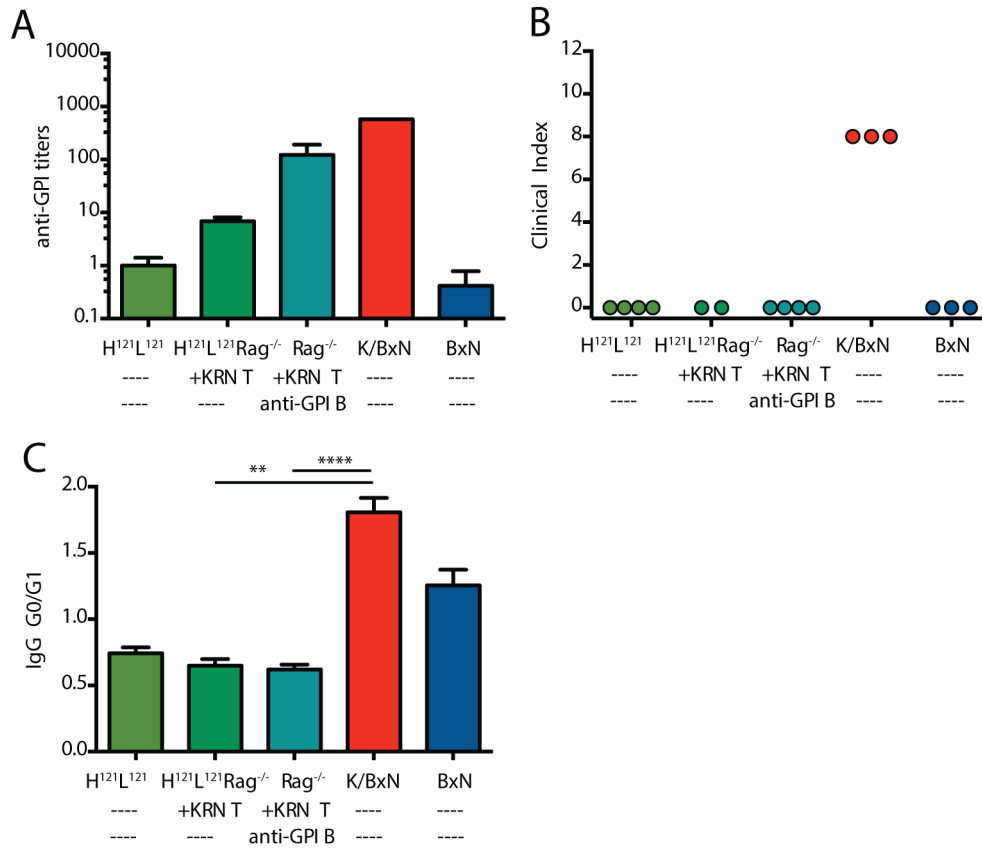 A
anti-GPI titers
10000
1000
100
10
1
0.1
H¹²¹L¹²¹ H¹²¹L¹²¹Rag⁻/⁻ Rag⁻/⁻ K/BxN BxN
---- +KRN T +KRN T ---- ----
---- ---- anti-GPI B ---- ----
B
Clinical Index
12
10
8
6
4
2
0
H¹²¹L¹²¹ H¹²¹L¹²¹Rag⁻/⁻ Rag⁻/⁻ K/BxN BxN
---- +KRN T +KRN T ---- ----
---- ---- anti-GPI B ---- ----
C
** ****
IgG G0/G1
2.0
1.5
1.0
0.5
0.0
H¹²¹L¹²¹ H¹²¹L¹²¹Rag⁻/⁻ Rag⁻/⁻ K/BxN BxN
---- +KRN T +KRN T ---- ----
---- ---- anti-GPI B ---- ----